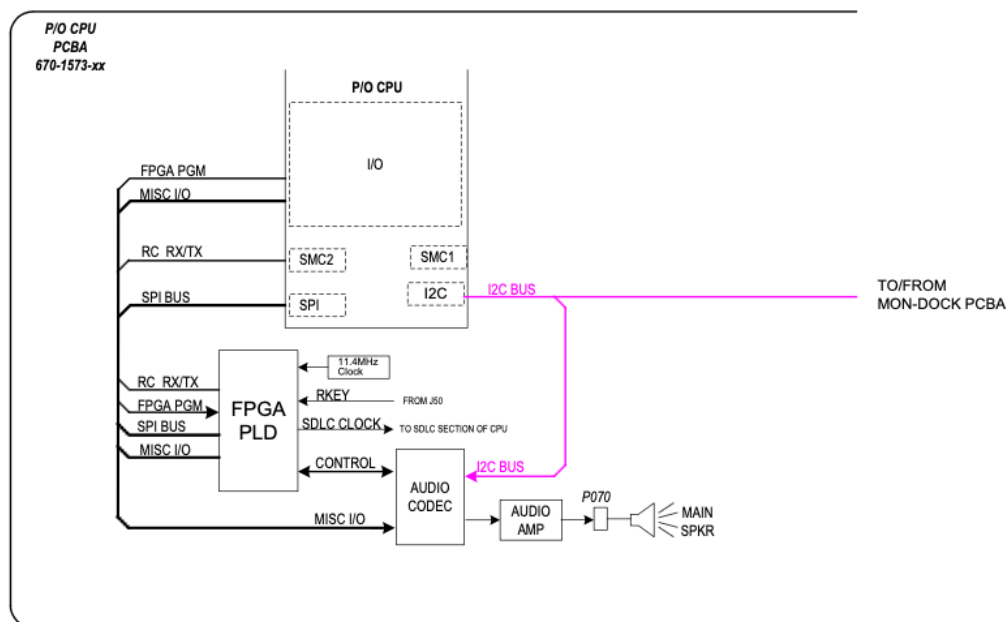 P/O CPU
PCBA
670-1573-xx
P/O CPU
I/O
FPGA PGM
MISC I/O
RC RX/TX
SMC2
SMC1
SPI BUS
SPI
I2C
I2C BUS
TO/FROM
MON-DOCK PCBA
11.4MHz
Clock
RC RX/TX
FPGA PGM
SPI BUS
MISC I/O
FPGA
PLD
RKEY
FROM J50
SDLC CLOCK
TO SDLC SECTION OF CPU
CONTROL
I2C BUS
AUDIO
CODEC
MISC I/O
AUDIO
AMP
P070
MAIN
SPKR